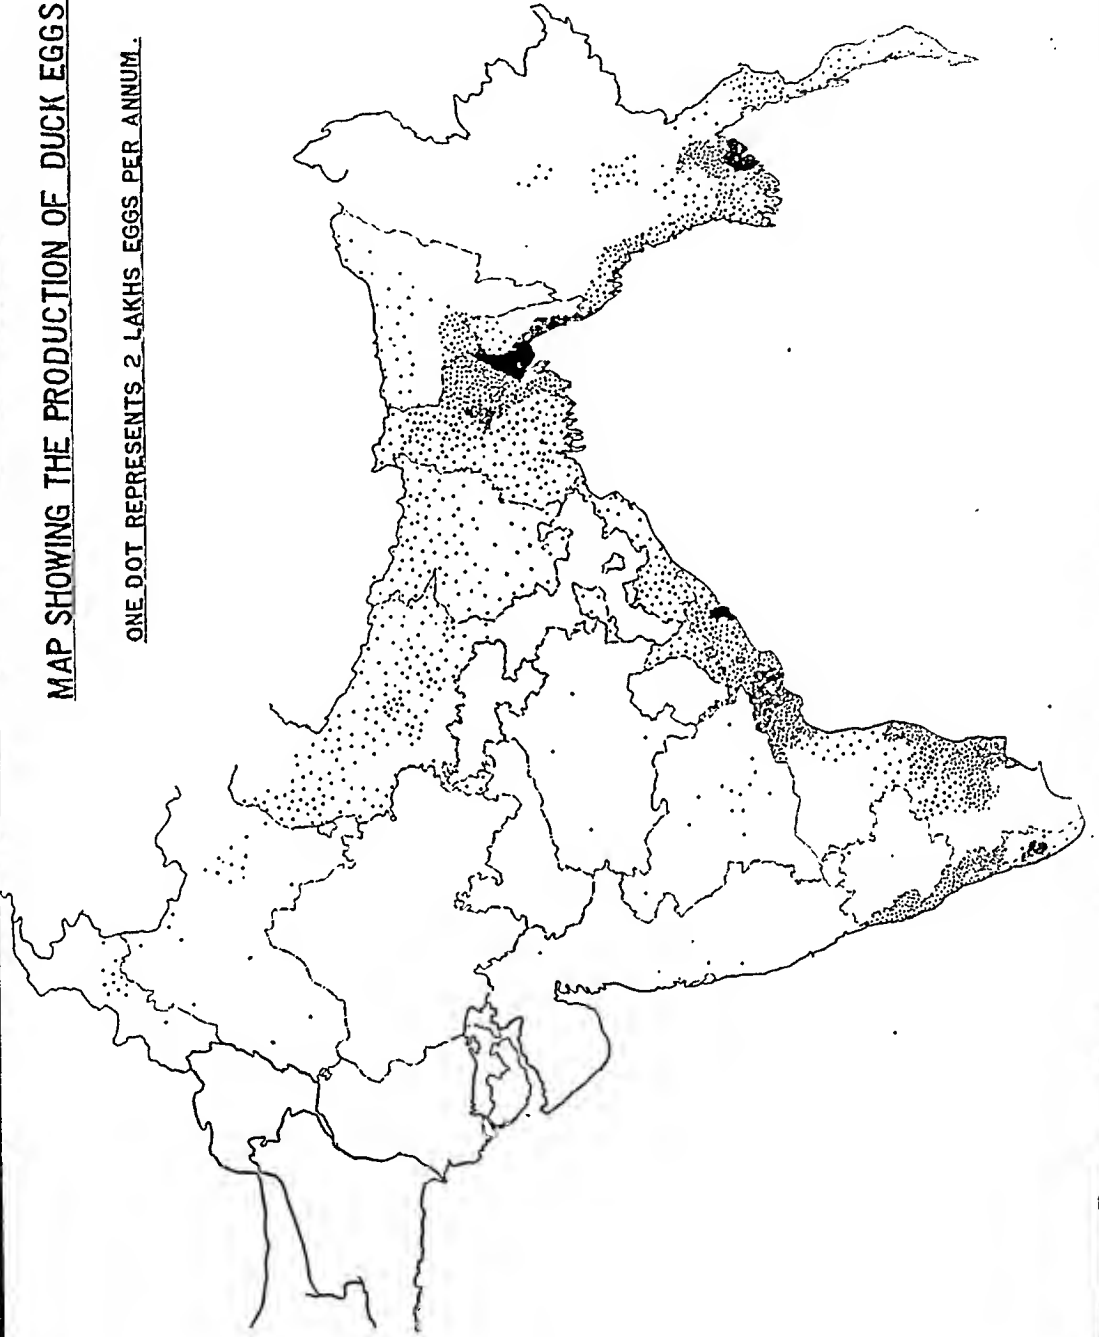 MAP SHOWING THE PRODUCTION OF DUCK EGGS
ONE DOT REPRESENTS 2 LAKHS EGGS PER ANNUM.